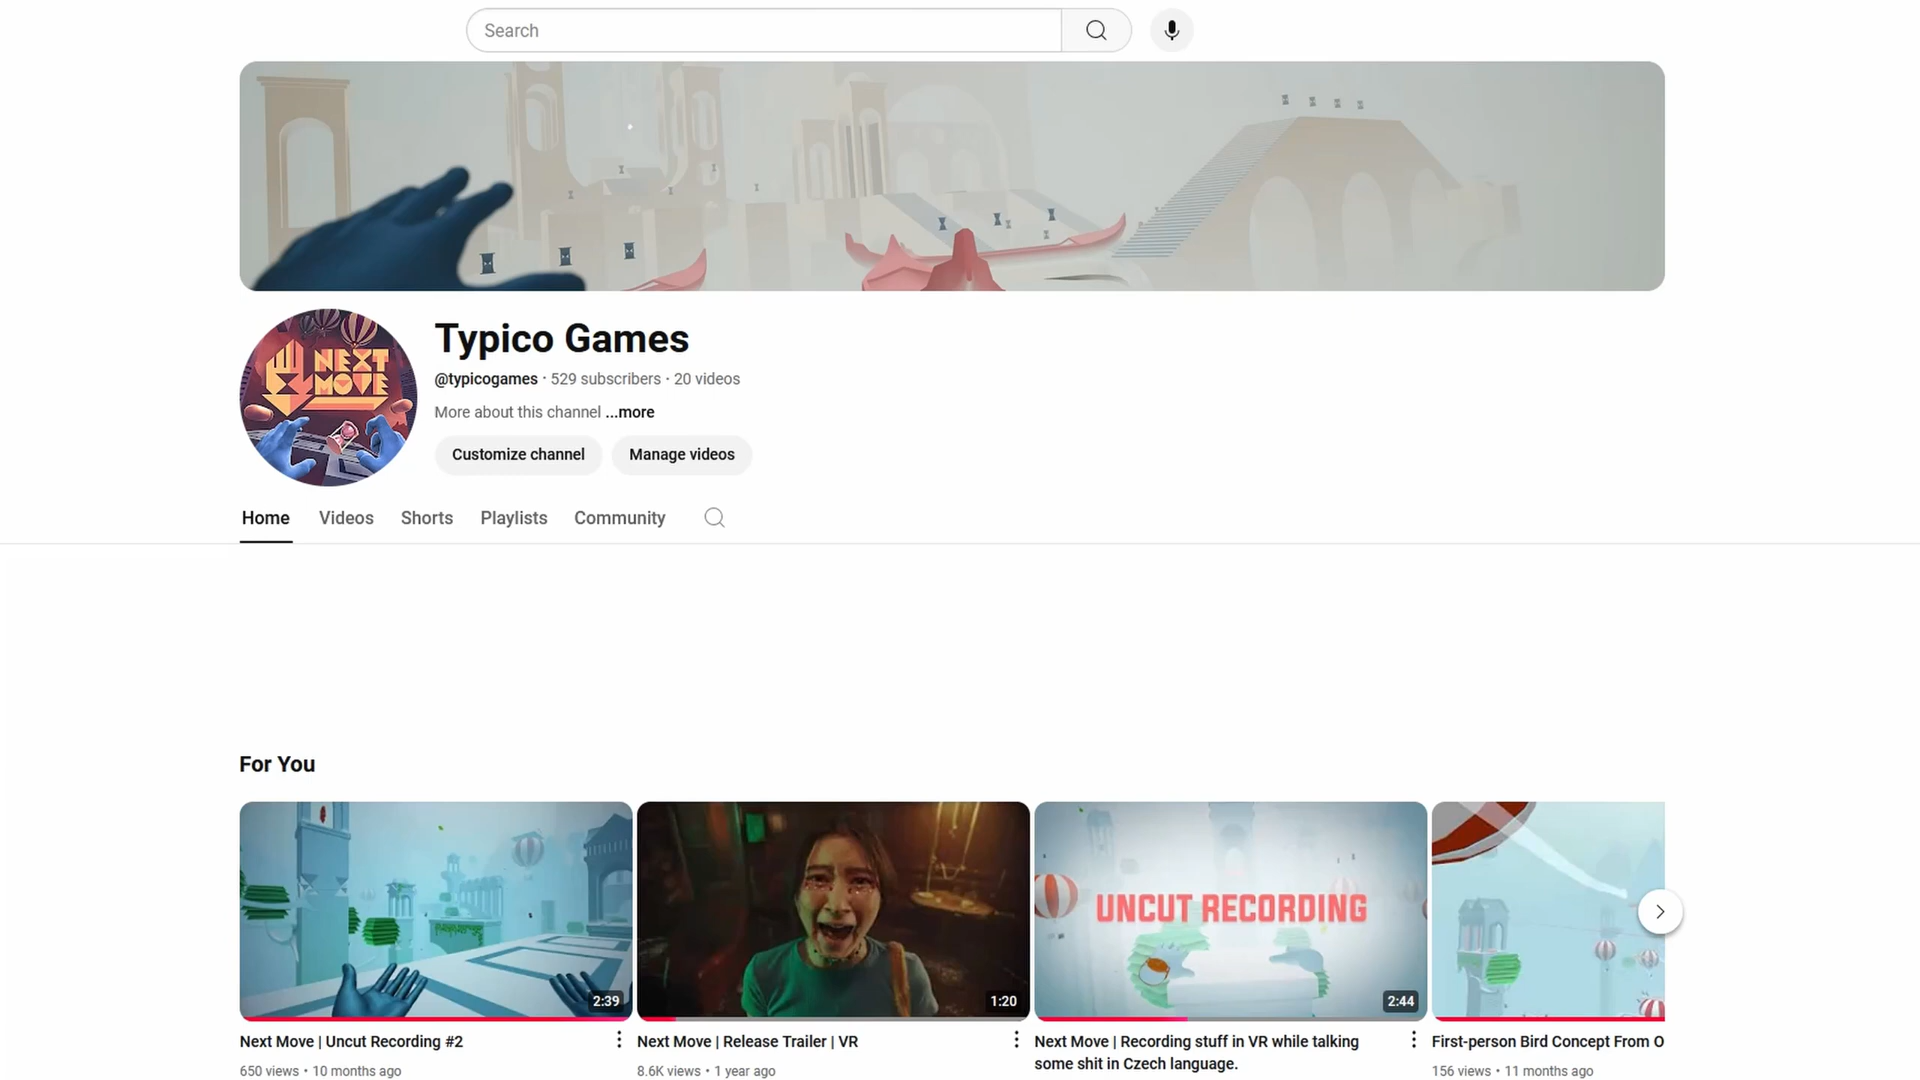 Search
NEXT
MOVE
Typico Games
@typicogames · 529 subscribers · 20 videos
More about this channel ...more
Customize channel
Manage videos
Home
Videos
Shorts
Playlists
Community
For You
2:39
1:20
UNCUT RECORDING
2:44
Next Move | Uncut Recording #2
650 views • 10 months ago
Next Move | Release Trailer | VR
8.6K views • 1 year ago
Next Move | Recording stuff in VR while talking
some shit in Czech language.
First-person Bird Concept From O
156 views • 11 months ago